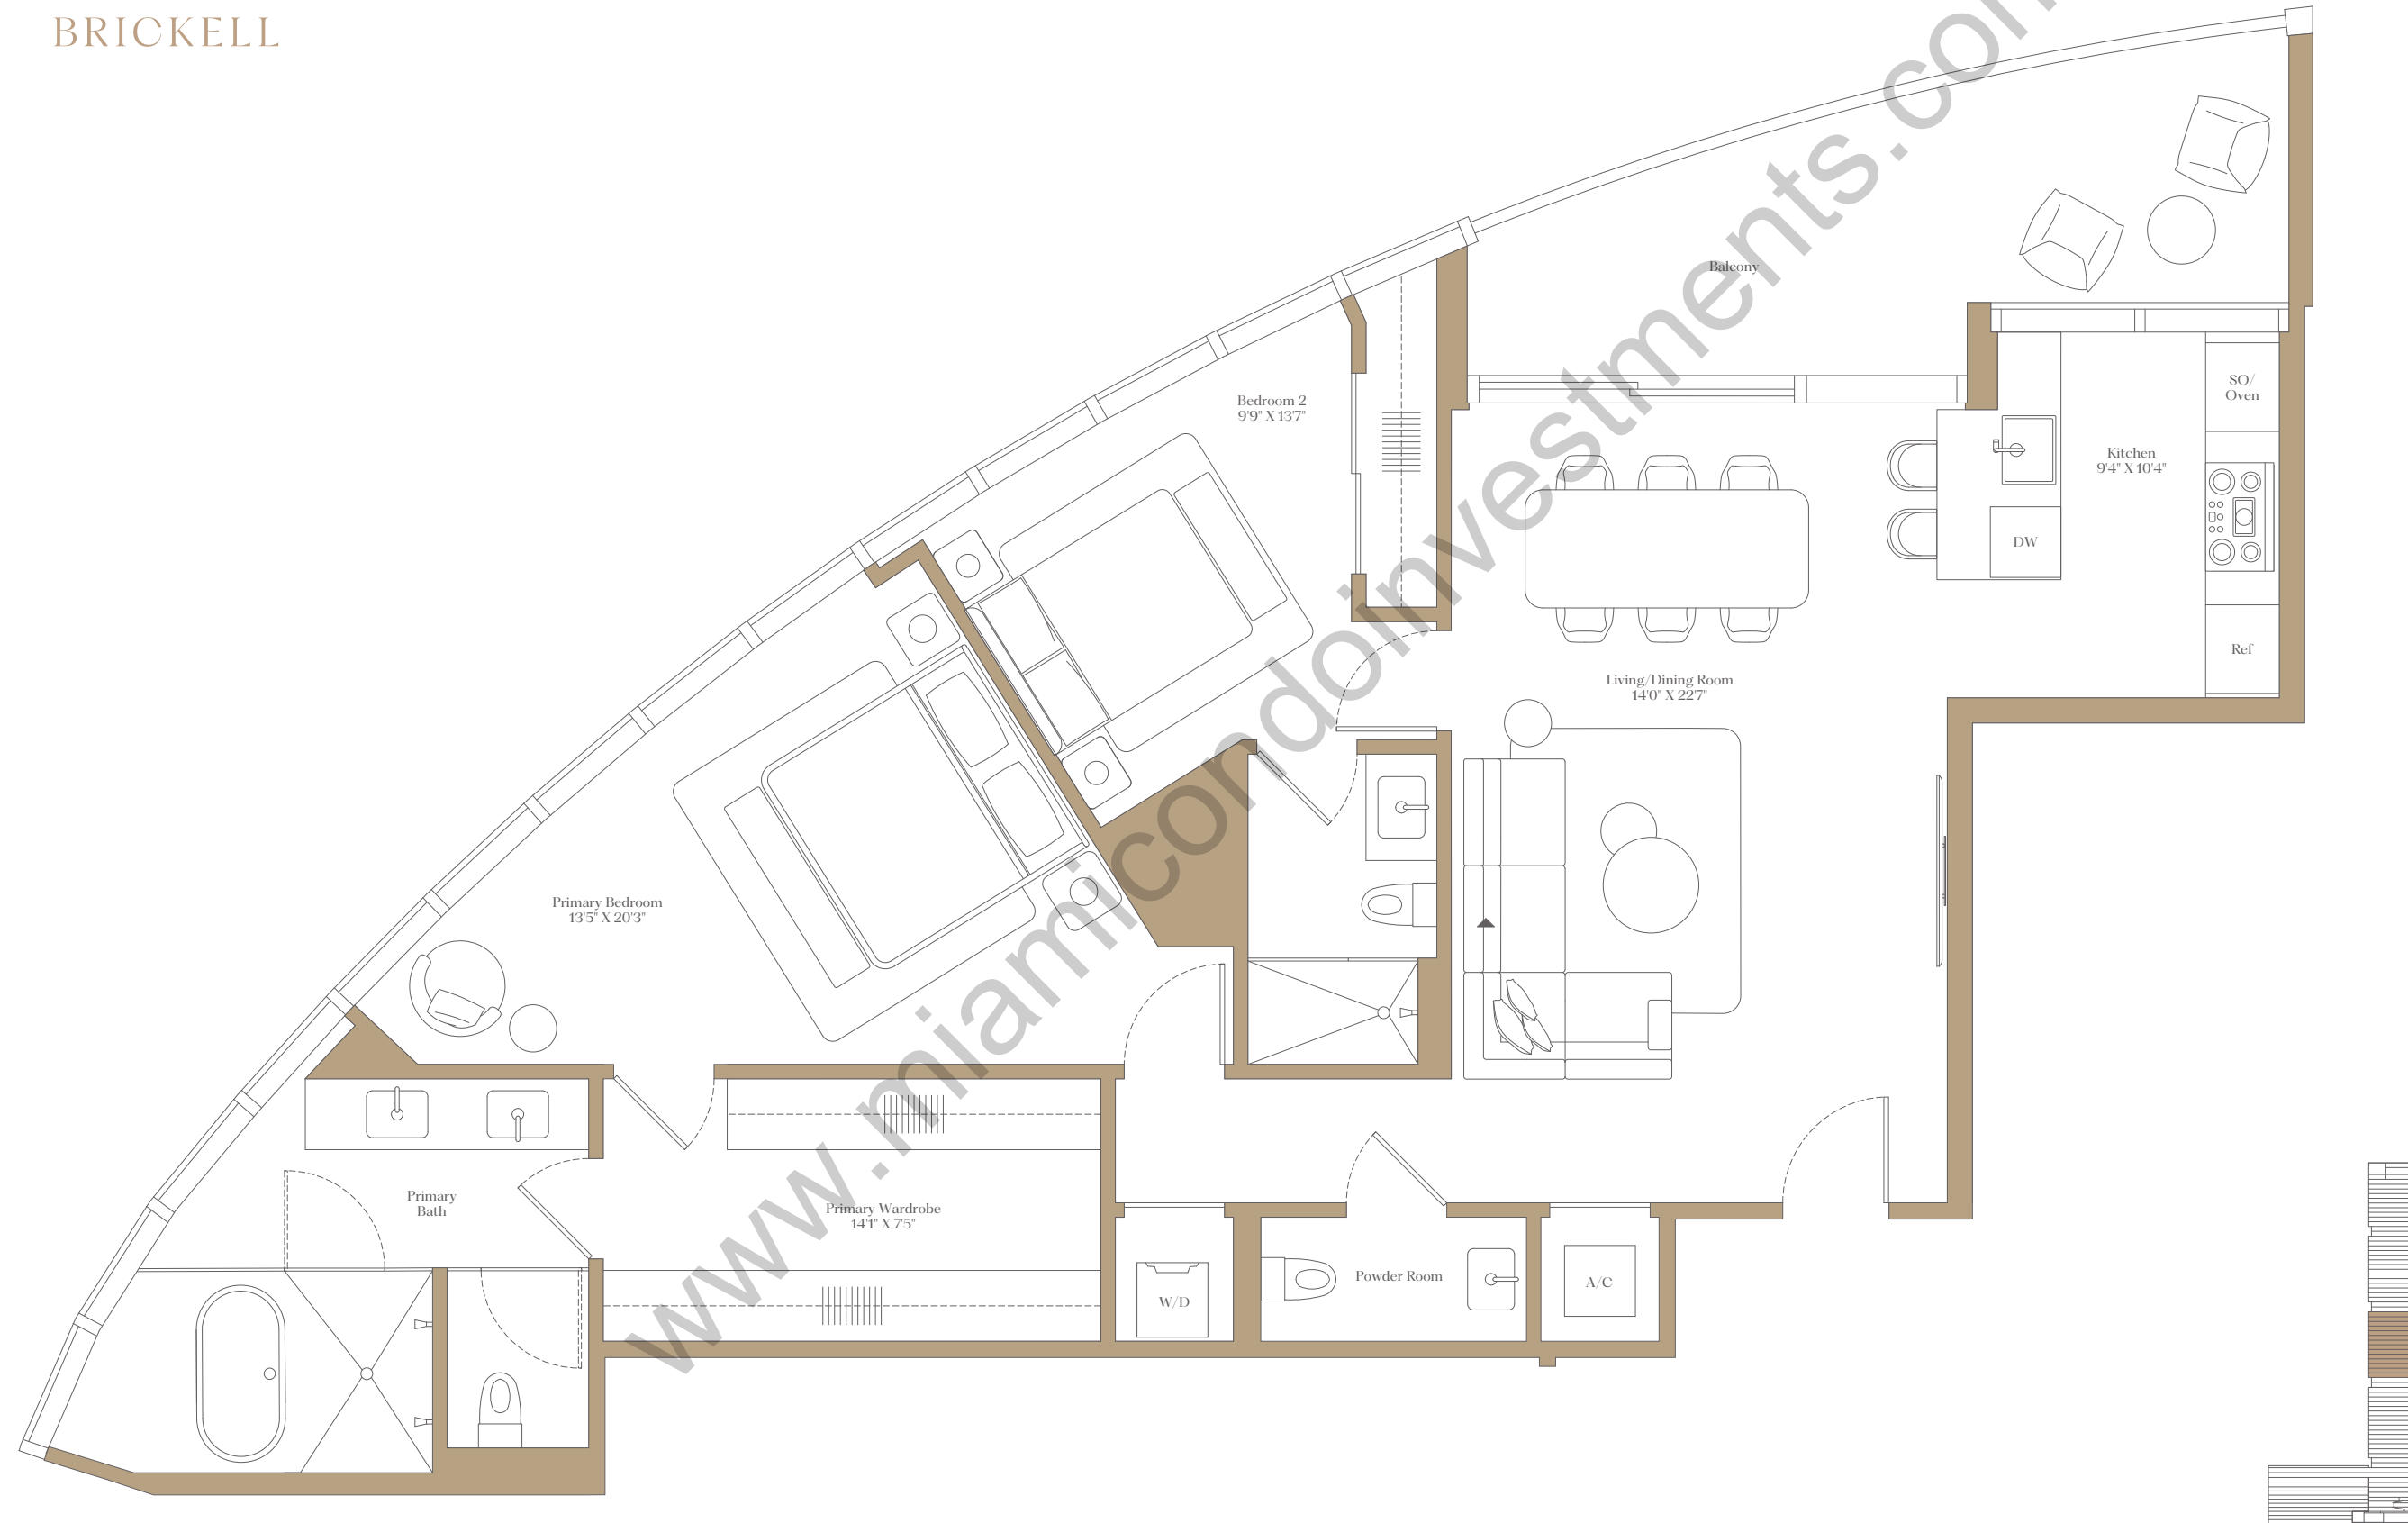 BRICKELL
www.miamicondoinvestments.com
Balcony
SO/
Oven
Bedroom 2
9'9" X 13'7"
Kitchen
9'4" X 10'4"
DW
Ref
Living/Dining Room
14'0" X 22'7"
Primary Bedroom
13'5" X 20'3"
Primary
Bath
Primary Wardrobe
14'1" X 7'5"
W/D
Powder Room
A/C